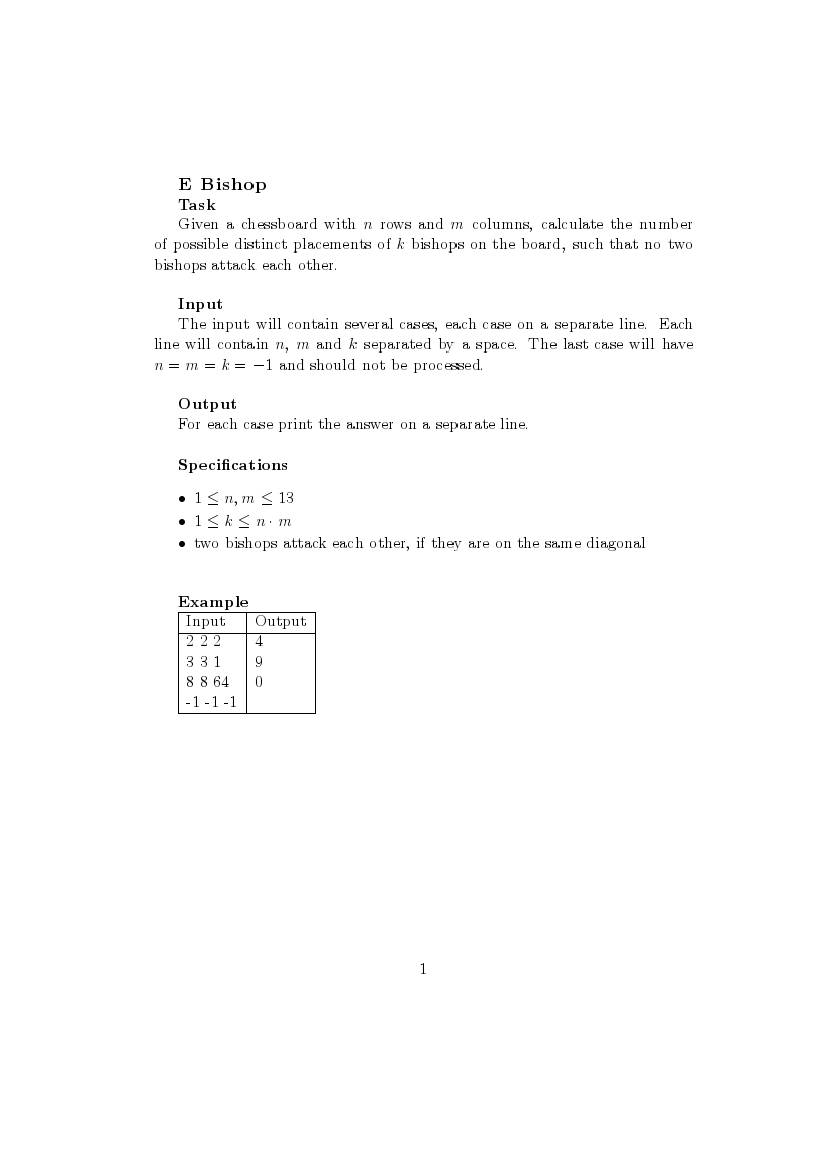 E Bishop
Task
Given a chessboard with n rows and m columns, calculate the number
of possible distinct placements of k bishops on the board, such that no two
bishops attack each other.
Input
The input will contain several cases, each case on a separate line. Each
line will contain n, m and k separated by a space. The last case will have
n = m = k = −1 and should not be processed.
Output
For each case print the answer on a separate line.
Specifications
• 1 ≤ n, m ≤ 13
• 1 ≤ k ≤ n · m
• two bishops attack each other, if they are on the same diagonal
Example
Input Output
2 2 2 4
3 3 1 9
8 8 64 0
-1 -1 -1
1